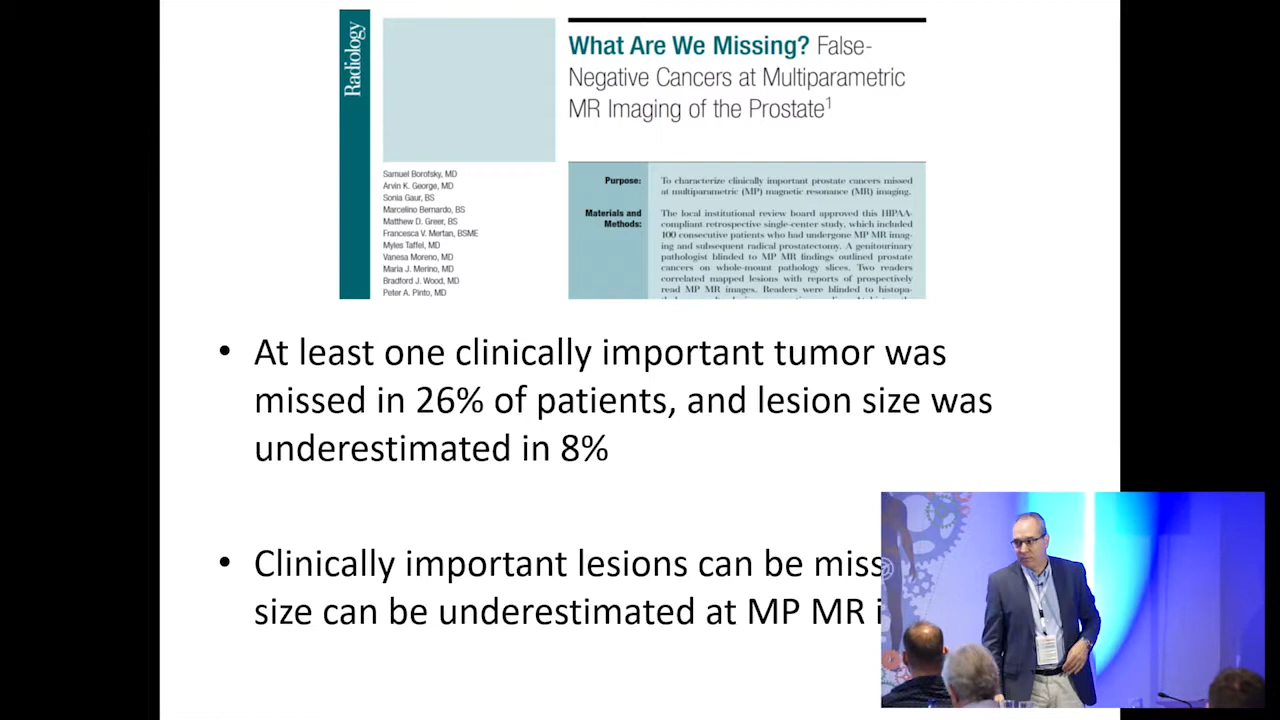 Radiology
What Are We Missing? False-
Negative Cancers at Multiparametric
MR Imaging of the Prostate1
Samuel Borofsky, MD
Arvin K. George, MD
Sonia Gaur, BS
Marcelino Bernardo, BS
Matthew D. Greer, BS
Francesca V. Mertan, BSME
Myles Taffel, MD
Vanesa Moreno, MD
Maria J. Merino, MD
Bradford J. Wood, MD
Peter A. Pinto, MD
Purpose:
To characterize clinically important prostate cancers missed
at multiparametric (MP) magnetic resonance (MR) imaging.
Materials and
Methods:
The local institutional review board approved this HIPAA-
compliant retrospective single-center study, which included
100 consecutive patients who had undergone MP MR imag-
ing and subsequent radical prostatectomy. A genitourinary
pathologist blinded to MP MR findings outlined prostate
cancers on whole-mount pathology slices. Two readers
correlated mapped lesions with reports of prospectively
read MP MR images. Readers were blinded to histopa-
• At least one clinically important tumor was
missed in 26% of patients, and lesion size was
underestimated in 8%
• Clinically important lesions can be miss
size can be underestimated at MP MR i